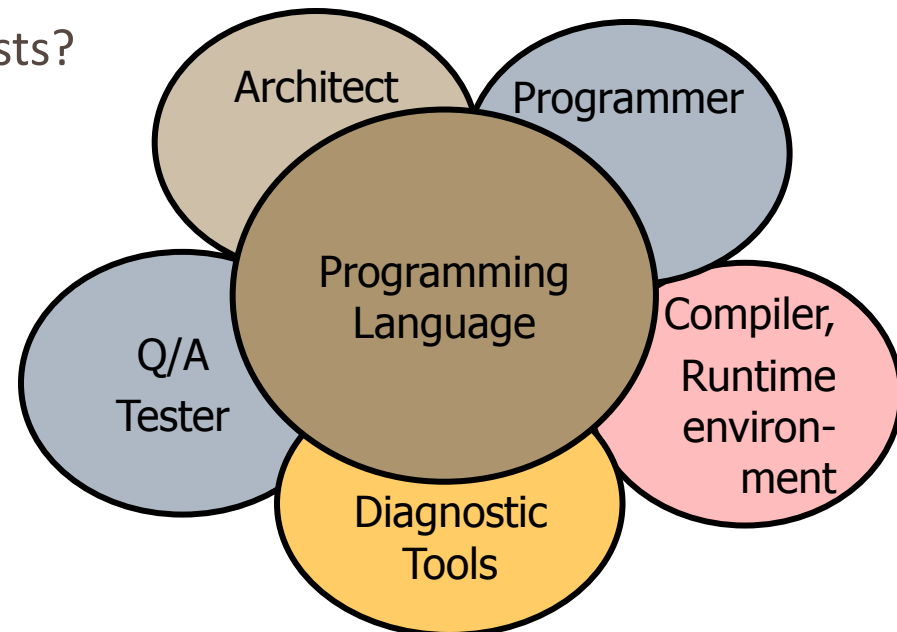 sts?
Architect
Programmer
Programming
Language
Compiler,
Runtime
environ-
ment
Q/A
Tester
Diagnostic
Tools